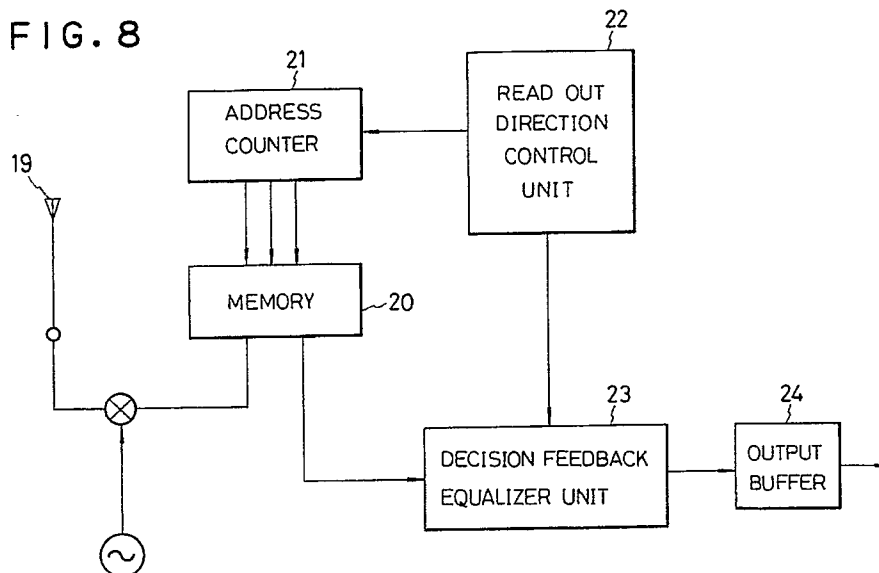 FIG. 8
21
ADDRESS
COUNTER
22
READ OUT
DIRECTION
CONTROL
UNIT
19
MEMORY
20
23
DECISION FEEDBACK
EQUALIZER UNIT
24
OUTPUT
BUFFER